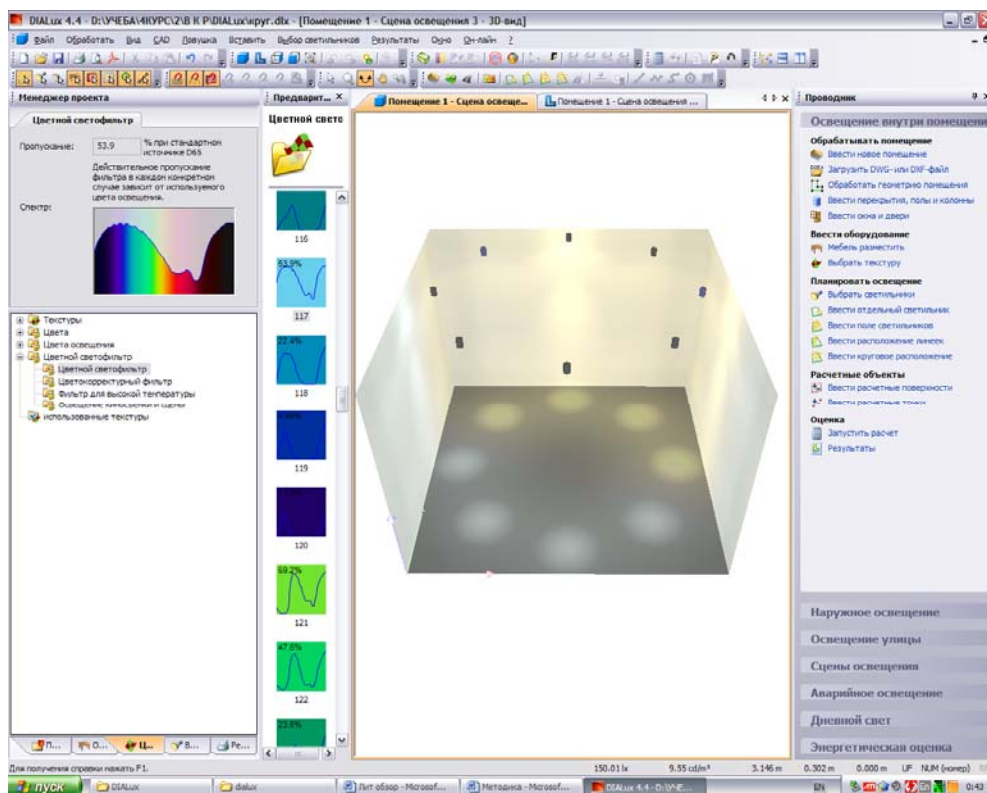 DIALux 4.4 - D:\УЧЕБА\4КУРС\2\В К Р\DIALux\круг.dlx - [Помещение 1 - Сцена освещения 3 - 3D-вид]
Файл Обработать Вид CAD Ловушка Вставить Выбор светильников Результаты Окно Он-лайн ?
Менеджер проекта
Цветной светофильтр
Пропускание: 53.9 % при стандартном источнике D65
Действительное пропускание
фильтра в каждом конкретном
случае зависит от используемого
цвета освещения.
Спектр:
Текстуры
Цвета
Цвета освещения
Цветной светофильтр
Цветной светофильтр
Цветокорректурный фильтр
Фильтр для высокой температуры
использованные текстуры
П... О... Ц... В... Ре...
Предварит...
Цветной свето
116
53.9%
117
22.4%
118
119
120
69.2%
121
47.6%
122
23.6%
Помещение 1 - Сцена освеще...
Помещение 1 - Сцена освещения ...
Проводник
Освещение внутри помещени
Обрабатывать помещение
Ввести новое помещение
Загрузить DWG- или DXF-файл
Обработать геометрию помещения
Ввести перекрытия, полы и колонны
Ввести окна и двери
Ввести оборудование
Мебель разместить
Выбрать текстуру
Планировать освещение
Выбрать светильники
Ввести отдельный светильник
Ввести поле светильников
Ввести расположение линеек
Ввести круговое расположение
Расчетные объекты
Ввести расчетные поверхности
Ввести расчетные точки
Оценка
Запустить расчет
Результаты
Наружное освещение
Освещение улицы
Сцены освещения
Аварийное освещение
Дневной свет
Энергетическая оценка
Для получения справки нажать F1.
150.01 lx 9.55 cd/m² 3.146 m 0.302 m 0.000 m UF NUM (номер)
пуск DIALux dialux Лит обзор - Microsof... Методика - Microsof... DIALux 4.4 - D:\УЧЕ... EN 0:43